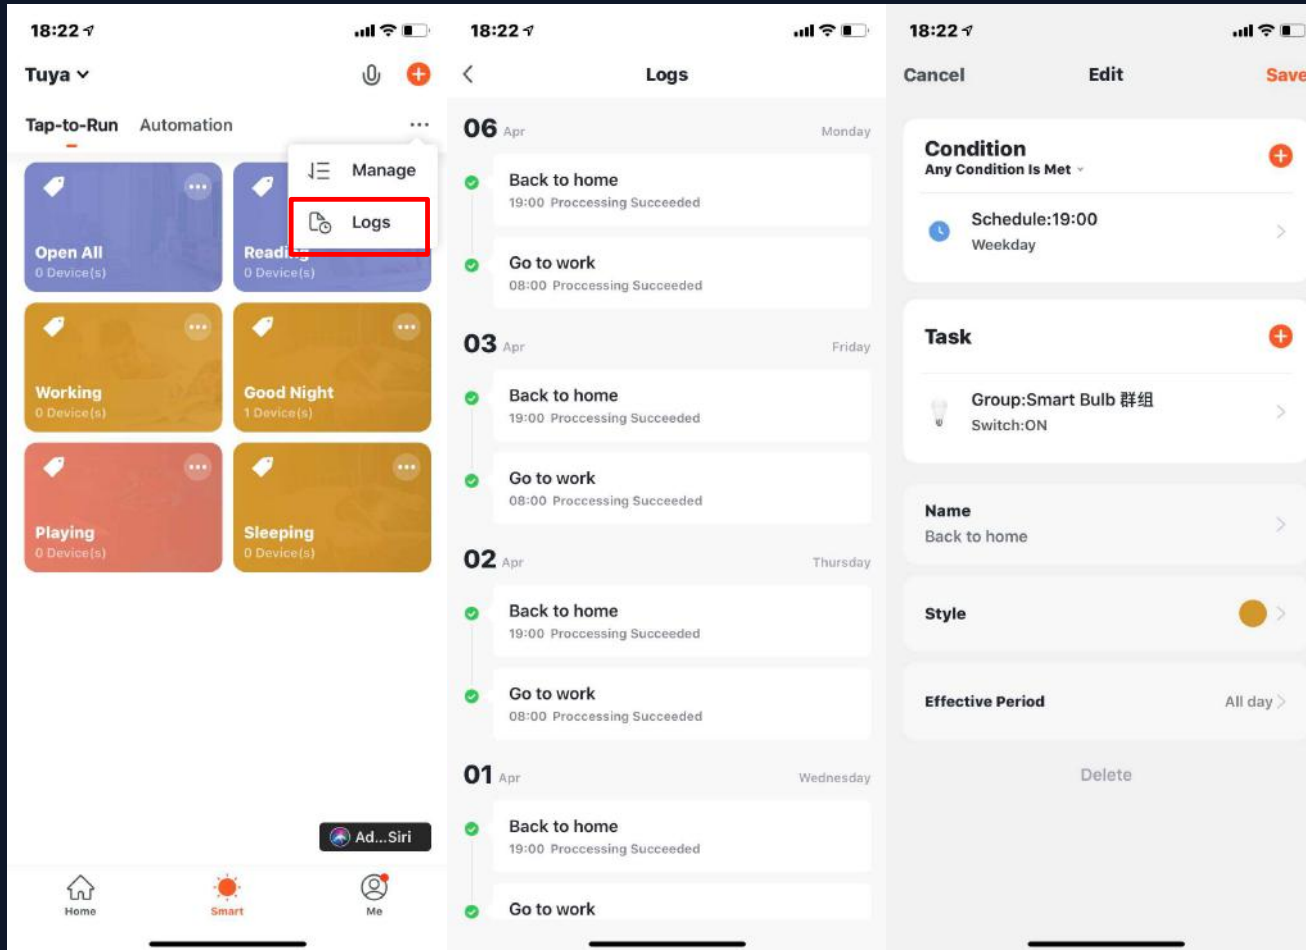 18:22
Tuya
Tap-to-Run Automation
Manage
Logs
Open All
0 Device(s)
Reading
0 Device(s)
Working
0 Device(s)
Good Night
1 Device(s)
Playing
0 Device(s)
Sleeping
0 Device(s)
Ad...Siri
Home
Smart
Me
18:22
Logs
06 Apr Monday
Back to home
19:00 Proccessing Succeeded
Go to work
08:00 Proccessing Succeeded
03 Apr Friday
Back to home
19:00 Proccessing Succeeded
Go to work
08:00 Proccessing Succeeded
02 Apr Thursday
Back to home
19:00 Proccessing Succeeded
Go to work
08:00 Proccessing Succeeded
01 Apr Wednesday
Back to home
19:00 Proccessing Succeeded
Go to work
18:22
Cancel Edit Save
Condition
Any Condition Is Met
Schedule:19:00
Weekday
Task
Group:Smart Bulb 群组
Switch:ON
Name
Back to home
Style
Effective Period All day
Delete